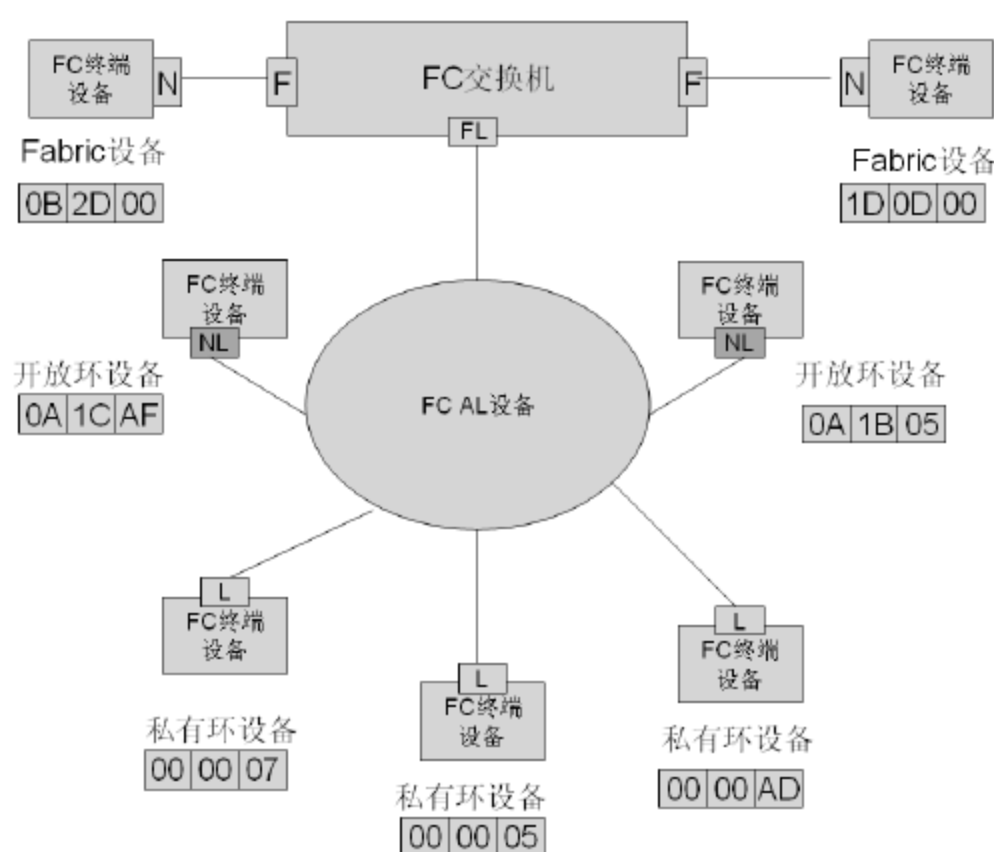 FC终端
设备
N
F
FC交换机
F
N
FC终端
设备
FL
Fabric设备
0B 2D 00
Fabric设备
1D 0D 00
FC终端
设备
NL
开放环设备
0A 1C AF
FC AL设备
FC终端
设备
NL
开放环设备
0A 1B 05
L
FC终端
设备
私有环设备
00 00 07
L
FC终端
设备
私有环设备
00 00 05
L
FC终端
设备
私有环设备
00 00 AD